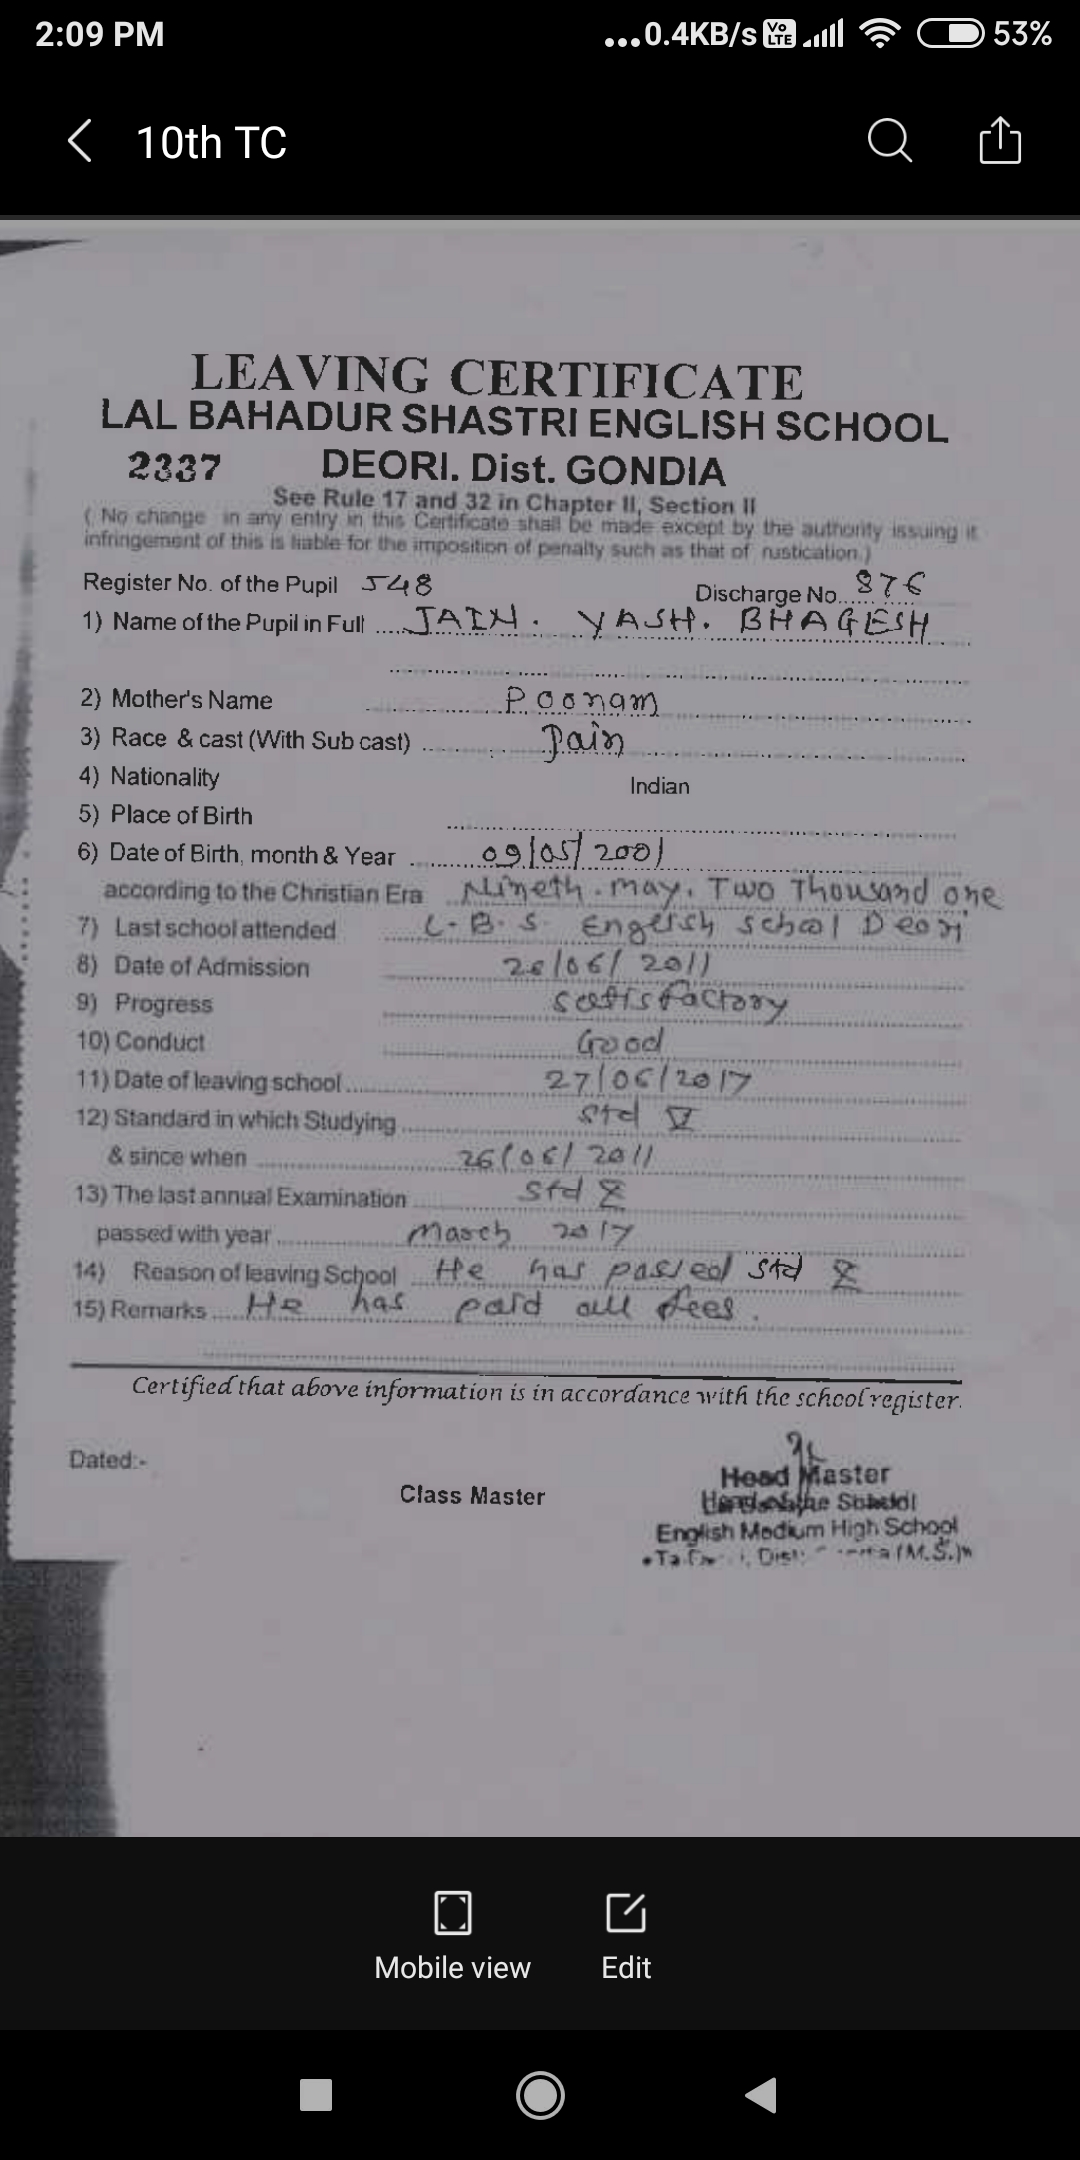 2:09 PM
...0.4KB/s Vo LTE 53%
10th TC
LEAVING CERTIFICATE
LAL BAHADUR SHASTRI ENGLISH SCHOOL
2337 DEORI. Dist. GONDIA
See Rule 17 and 32 in Chapter II, Section II
( No change in any entry in this Certificate shall be made except by the authority issuing it
infringement of this is liable for the imposition of penalty such as that of rustication.)
Register No. of the Pupil 548 Discharge No. 876
1) Name of the Pupil in Full JAIN. YASH. BHAGESH
2) Mother's Name Poonam
3) Race & cast (With Sub cast) Jain
4) Nationality Indian
5) Place of Birth
6) Date of Birth, month & Year 09/05/2001
according to the Christian Era Nineth. may. Two Thousand one
7) Last school attended L.B.S. English School Deori
8) Date of Admission 26/06/2011
9) Progress Satisfactory
10) Conduct Good
11) Date of leaving school 27/06/2017
12) Standard in which Studying Std V
& since when 26/06/2011
13) The last annual Examination Std X
passed with year March 2017
14) Reason of leaving School He has passed std X
15) Remarks He has paid all fees.
Certified that above information is in accordance with the school register.
Dated:-
Class Master
Head Master
English Medium High School
(M.S.)
Mobile view
Edit